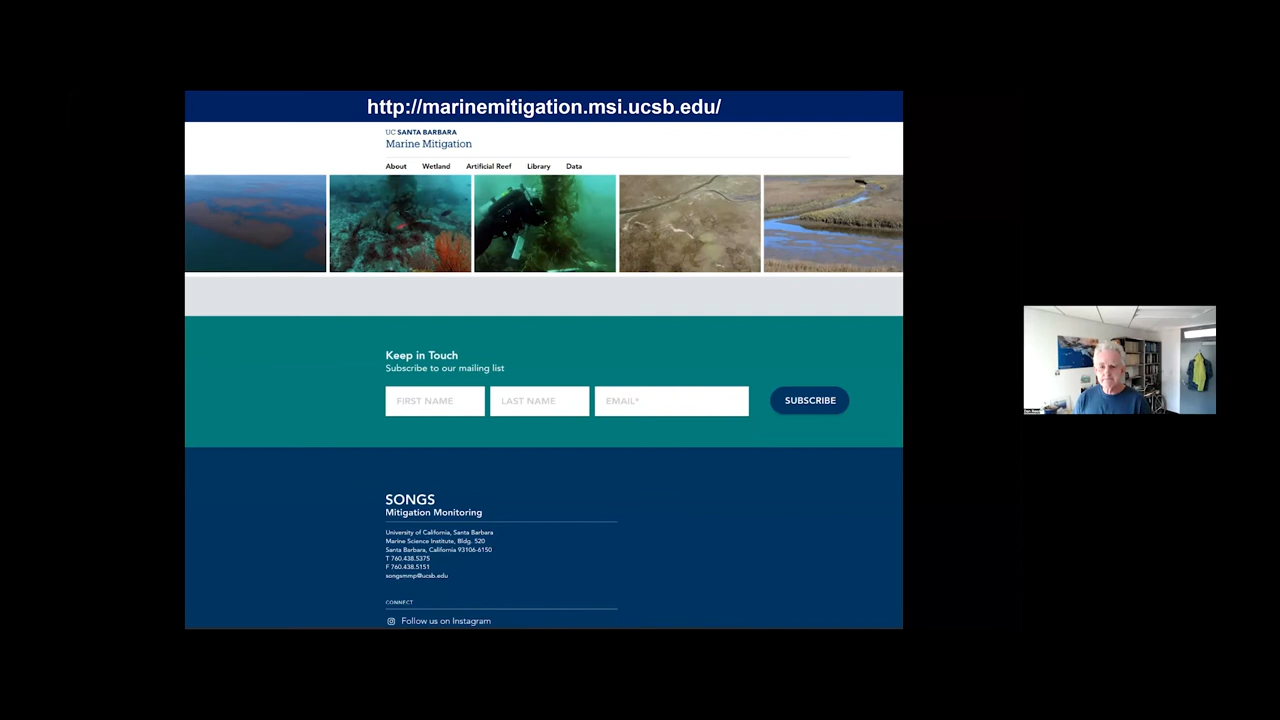 http://marinemitigation.msi.ucsb.edu/
UC SANTA BARBARA
Marine Mitigation
About Wetland Artificial Reef Library Data
Keep in Touch
Subscribe to our mailing list
FIRST NAME LAST NAME EMAIL* SUBSCRIBE
SONGS
Mitigation Monitoring
University of California, Santa Barbara
Marine Science Institute, Bldg. 520
Santa Barbara, California 93106-6150
T 760.438.5375
F 760.438.5151
songsmmp@ucsb.edu
CONNECT
Follow us on Instagram